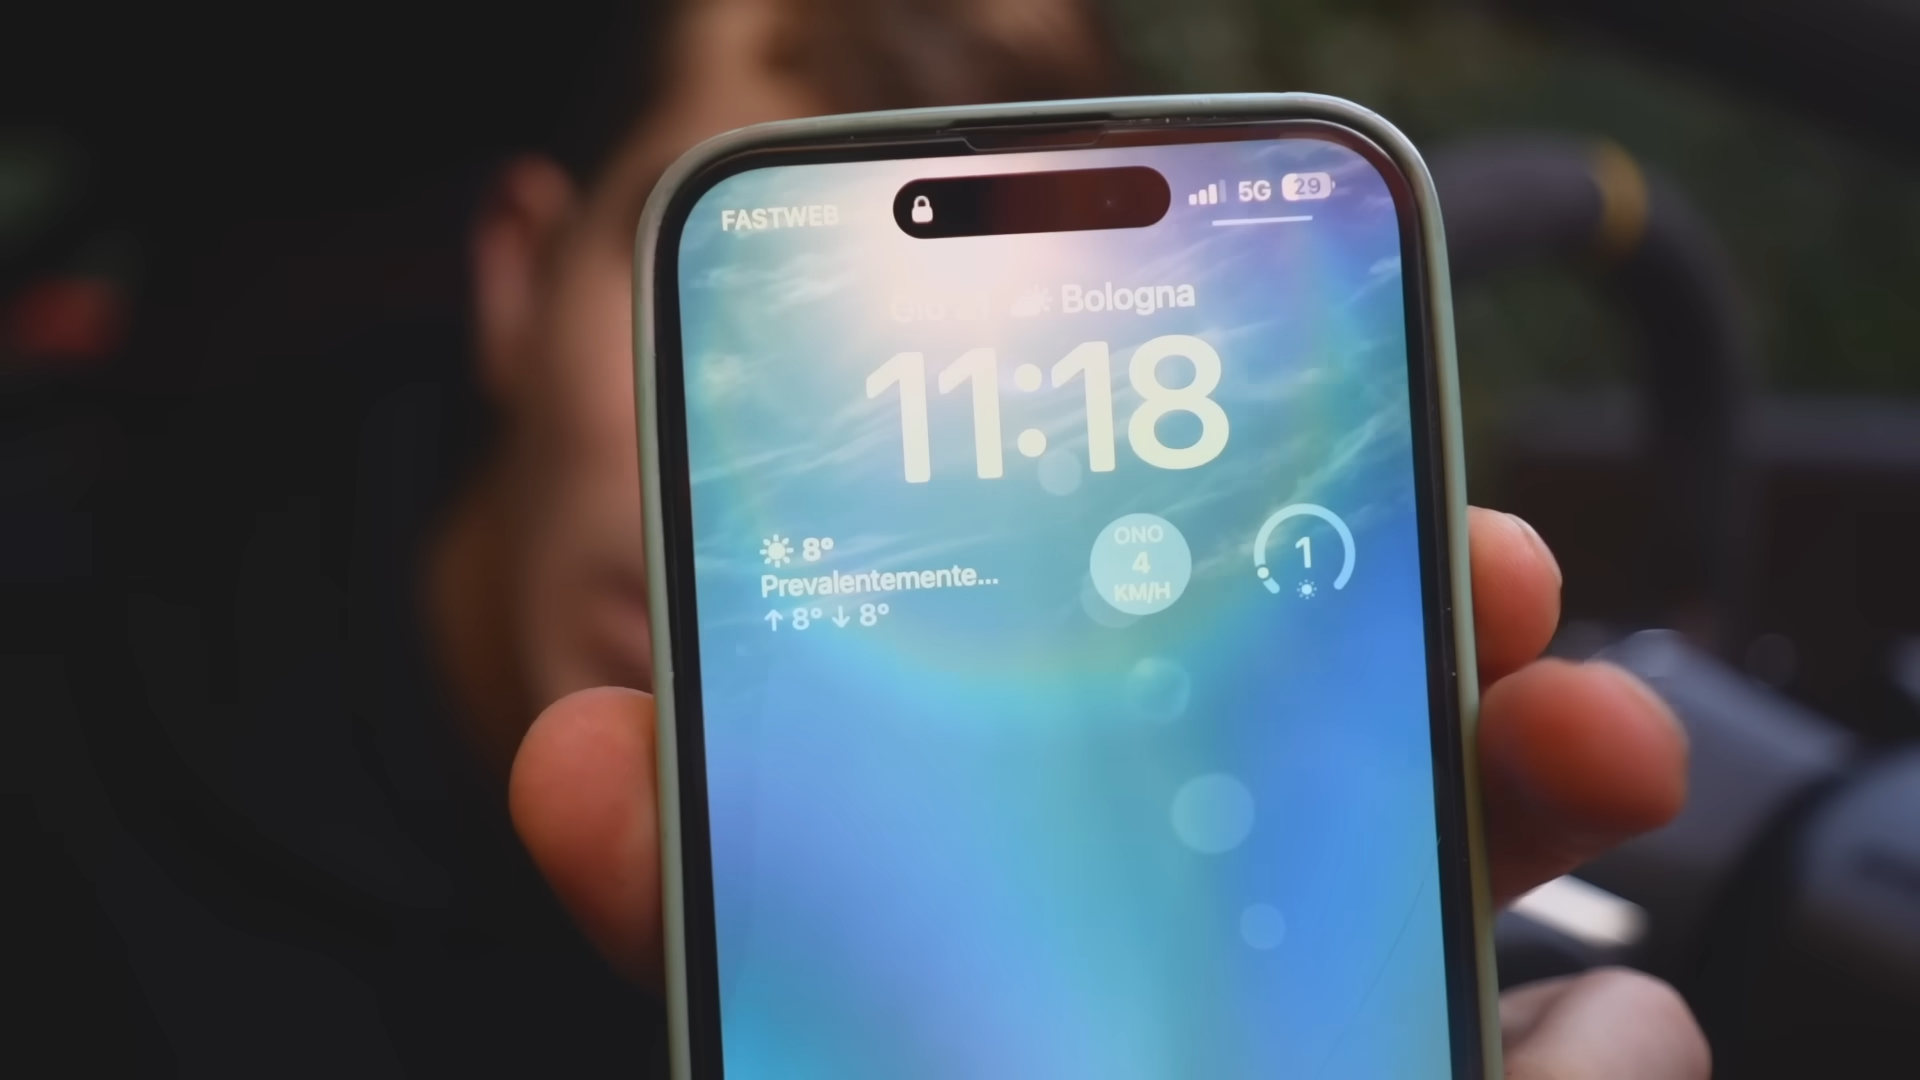 FASTWEB
5G 29
Bologna
11:18
8°
Prevalentemente...
↑ 8° ↓ 8°
ONO
4
KM/H
1